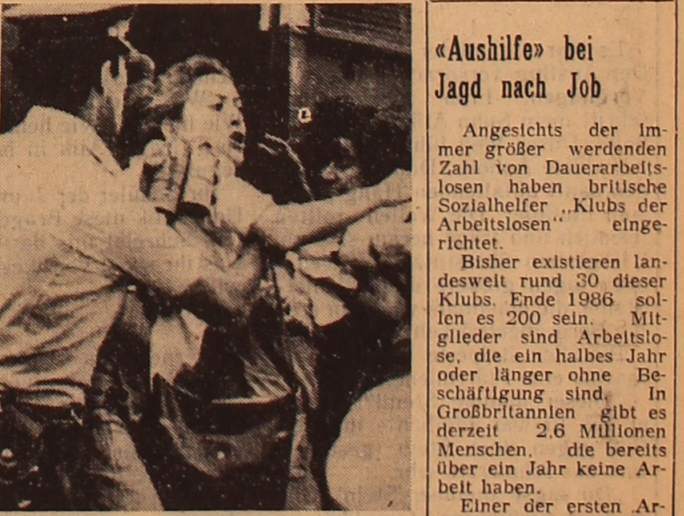 «Aushilfe» bei
Jagd nach Job
Angesichts der im-
mer größer werdenden
Zahl von Dauerarbeits-
losen haben britische
Sozialhelfer „Klubs der
Arbeitslosen" einge-
richtet.
Bisher existieren lan-
desweit rund 30 dieser
Klubs. Ende 1986 sol-
len es 200 sein. Mit-
glieder sind Arbeitslo-
se, die ein halbes Jahr
oder länger ohne Be-
schäftigung sind. In
Großbritannien gibt es
derzeit 2,6 Millionen
Menschen, die bereits
über ein Jahr keine Ar-
beit haben.
Einer der ersten Ar-